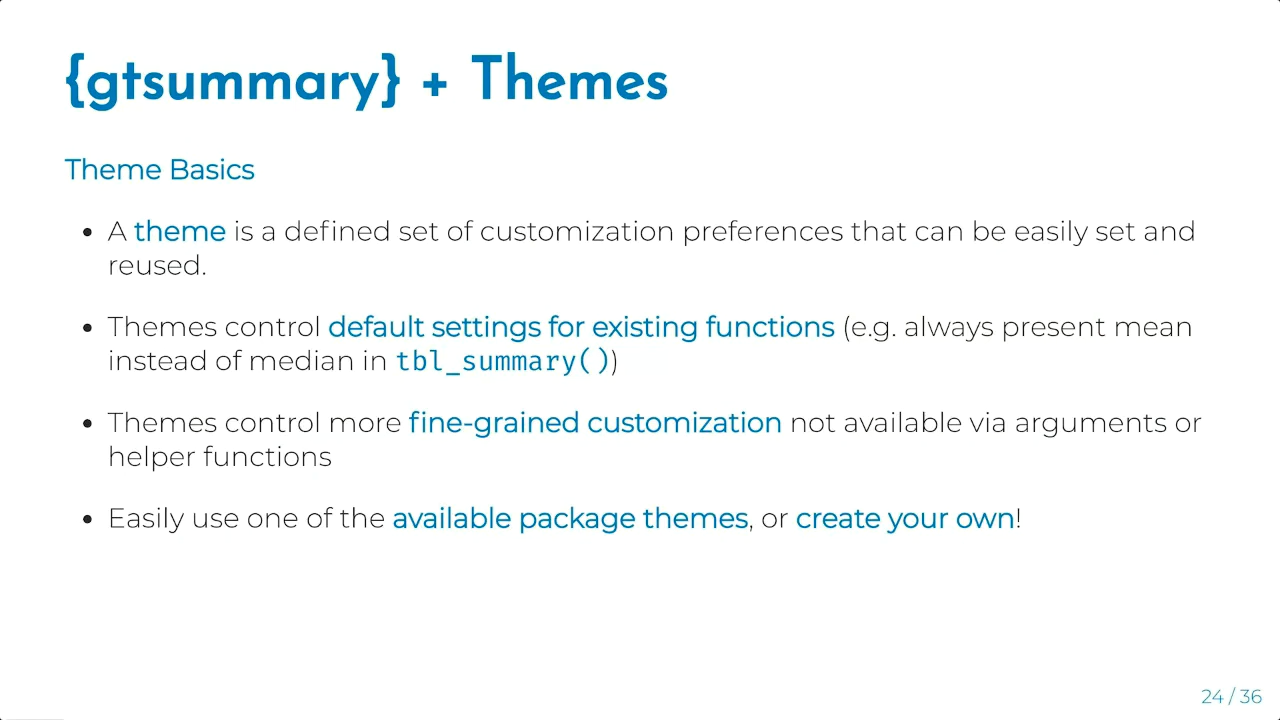 {gtsummary} + Themes
Theme Basics
• A theme is a defined set of customization preferences that can be easily set and
reused.
• Themes control default settings for existing functions (e.g. always present mean
instead of median in tbl_summary())
• Themes control more fine-grained customization not available via arguments or
helper functions
• Easily use one of the available package themes, or create your own!
24 / 36